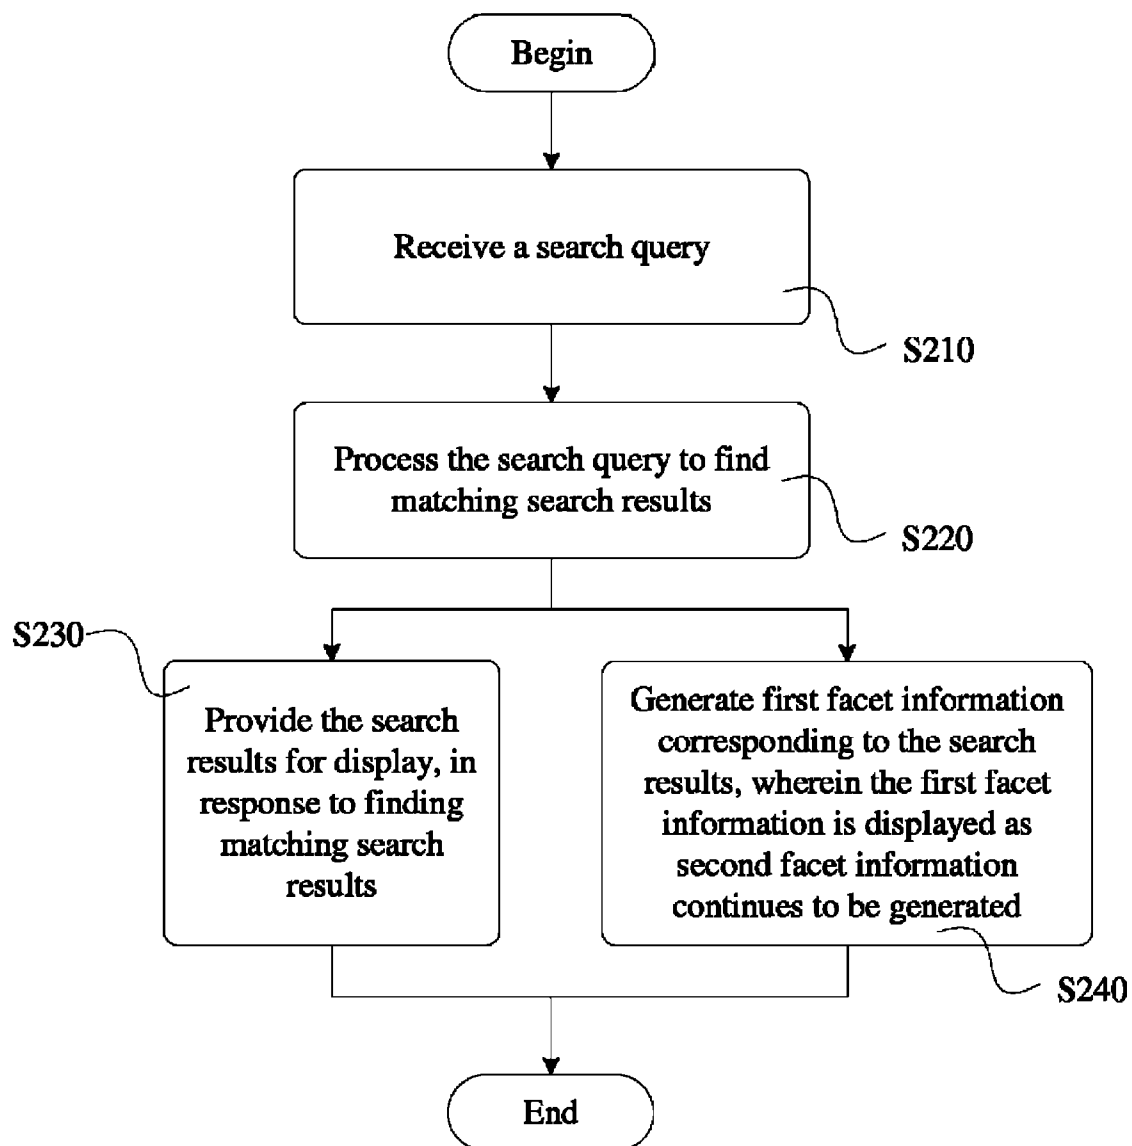 Begin
Receive a search query
S210
Process the search query to find
matching search results
S220
S230
Provide the search
results for display, in
response to finding
matching search
results
Generate first facet information
corresponding to the search
results, wherein the first facet
information is displayed as
second facet information
continues to be generated
S240
End